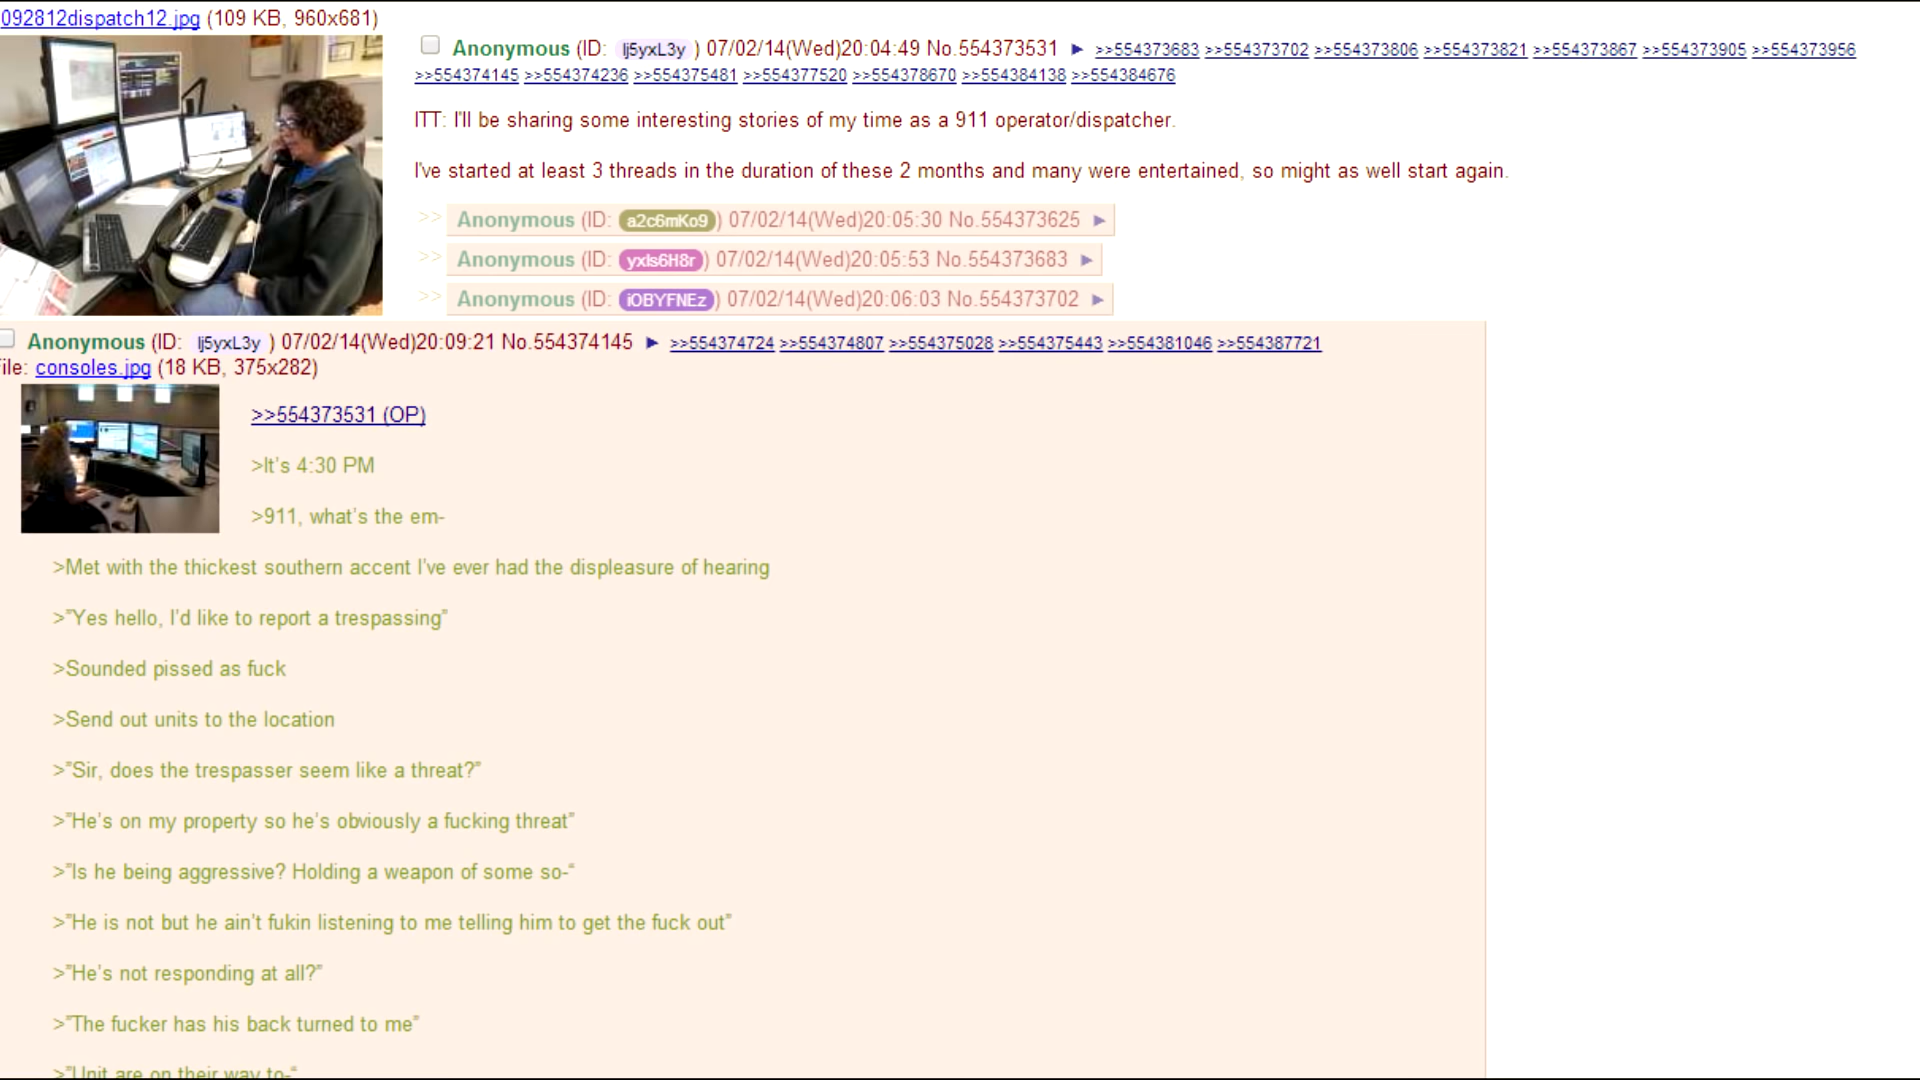 092812dispatch12.jpg (109 KB, 960x681)
Anonymous (ID: lj5yxL3y ) 07/02/14(Wed)20:04:49 No.554373531 ▶ >>554373683 >>554373702 >>554373806 >>554373821 >>554373867 >>554373905 >>554373956
>>554374145 >>554374236 >>554375481 >>554377520 >>554378670 >>554384138 >>554384676
ITT: I'll be sharing some interesting stories of my time as a 911 operator/dispatcher.
I've started at least 3 threads in the duration of these 2 months and many were entertained, so might as well start again.
>> Anonymous (ID: a2c6mKo9 ) 07/02/14(Wed)20:05:30 No.554373625 ▶
>> Anonymous (ID: yxIs6H8r ) 07/02/14(Wed)20:05:53 No.554373683 ▶
>> Anonymous (ID: iOBYFNEz ) 07/02/14(Wed)20:06:03 No.554373702 ▶
Anonymous (ID: lj5yxL3y ) 07/02/14(Wed)20:09:21 No.554374145 ▶ >>554374724 >>554374807 >>554375028 >>554375443 >>554381046 >>554387721
ile: consoles.jpg (18 KB, 375x282)
>>554373531 (OP)
>It's 4:30 PM
>911, what's the em-
>Met with the thickest southern accent I've ever had the displeasure of hearing
>”Yes hello, I'd like to report a trespassing”
>Sounded pissed as fuck
>Send out units to the location
>”Sir, does the trespasser seem like a threat?”
>”He's on my property so he's obviously a fucking threat”
>”Is he being aggressive? Holding a weapon of some so-“
>”He is not but he ain't fukin listening to me telling him to get the fuck out”
>”He's not responding at all?”
>”The fucker has his back turned to me”
>”Unit are on their way to-“